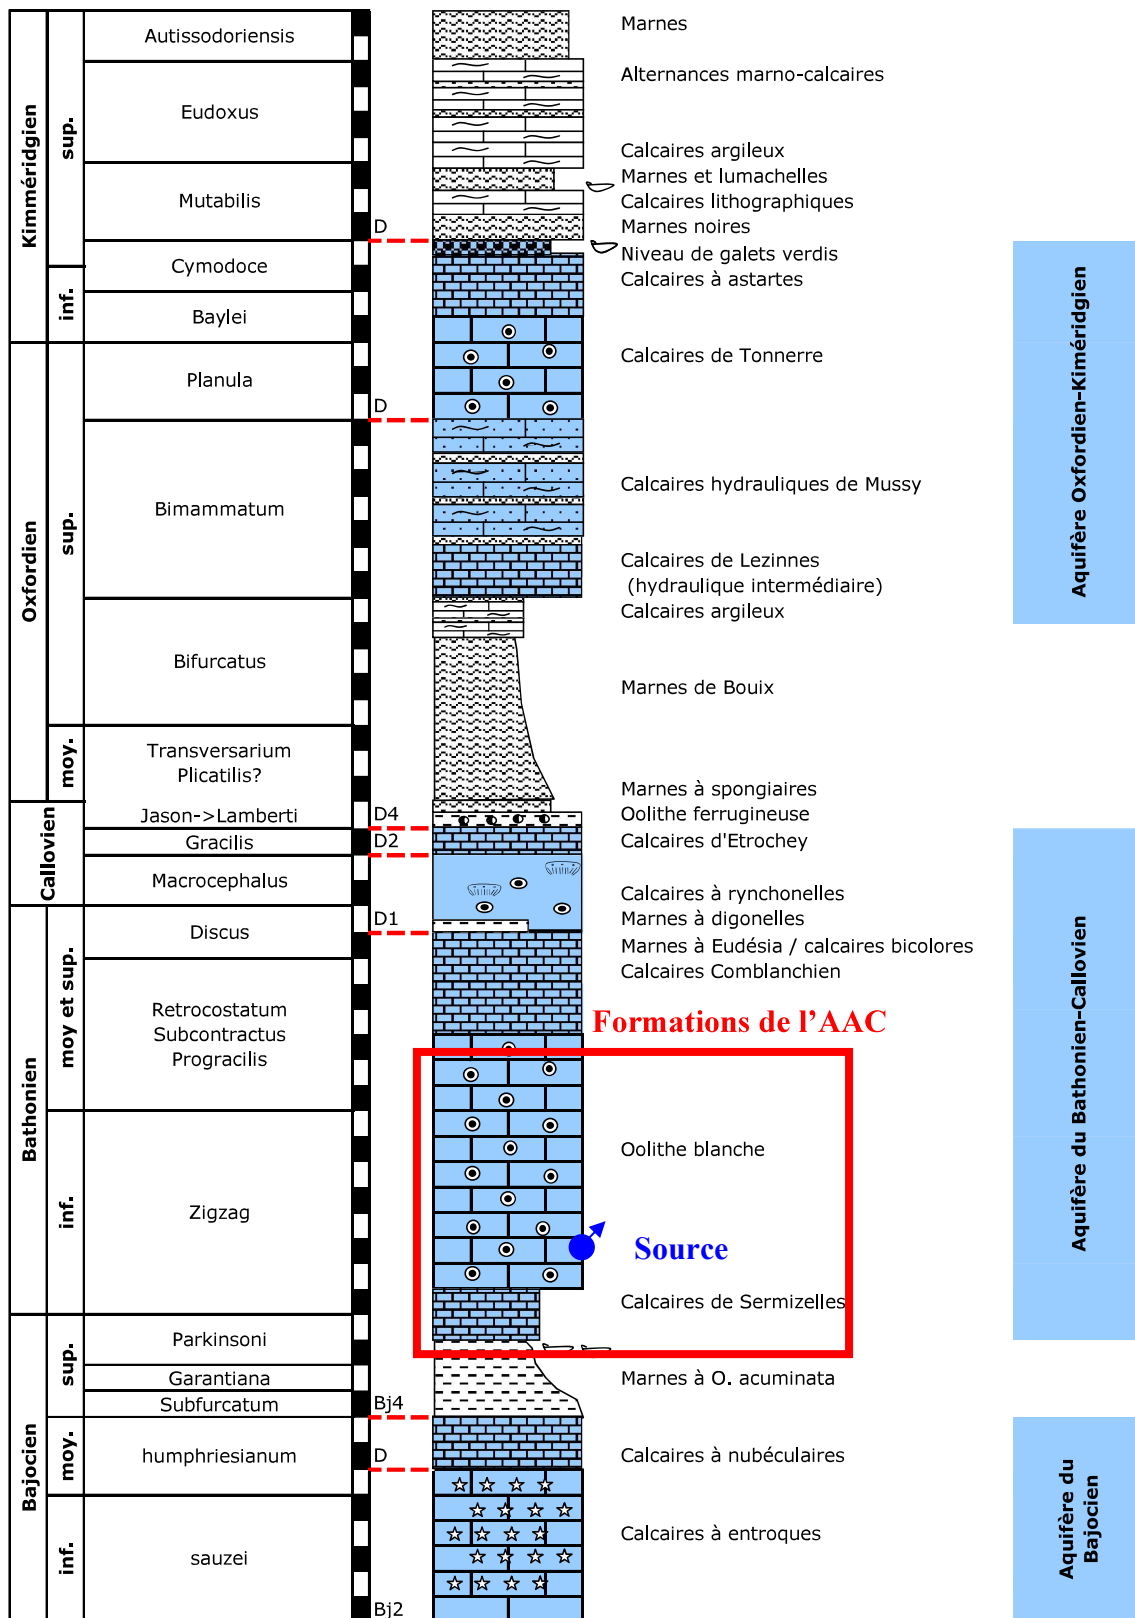 Kimméridgien
sup.
inf.
Autissodoriensis
Eudoxus
Mutabilis
Cymodoce
Baylei
Oxfordien
sup.
moy.
Planula
Bimammatum
Bifurcatus
Transversarium
Plicatilis?
Callovien
Jason->Lamberti
Gracilis
Macrocephalus
Bathonien
moy et sup.
inf.
Discus
Retrocostatum
Subcontractus
Progracilis
Zigzag
Bajocien
sup.
moy.
inf.
Parkinsoni
Garantiana
Subfurcatum
humphriesianum
sauzei
D
D
D4
D2
D1
Bj4
D
Bj2
Marnes
Alternances marno-calcaires
Calcaires argileux
Marnes et lumachelles
Calcaires lithographiques
Marnes noires
Niveau de galets verdis
Calcaires à astartes
Calcaires de Tonnerre
Calcaires hydrauliques de Mussy
Calcaires de Lezinnes
(hydraulique intermédiaire)
Calcaires argileux
Marnes de Bouix
Marnes à spongiaires
Oolithe ferrugineuse
Calcaires d'Etrochey
Calcaires à rynchonelles
Marnes à digonelles
Marnes à Eudésia / calcaires bicolores
Calcaires Comblanchien
Formations de l’AAC
Oolithe blanche
Source
Calcaires de Sermizelles
Marnes à O. acuminata
Calcaires à nubéculaires
Calcaires à entroques
Aquifère Oxfordien-Kiméridgien
Aquifère du Bathonien-Callovien
Aquifère du
Bajocien